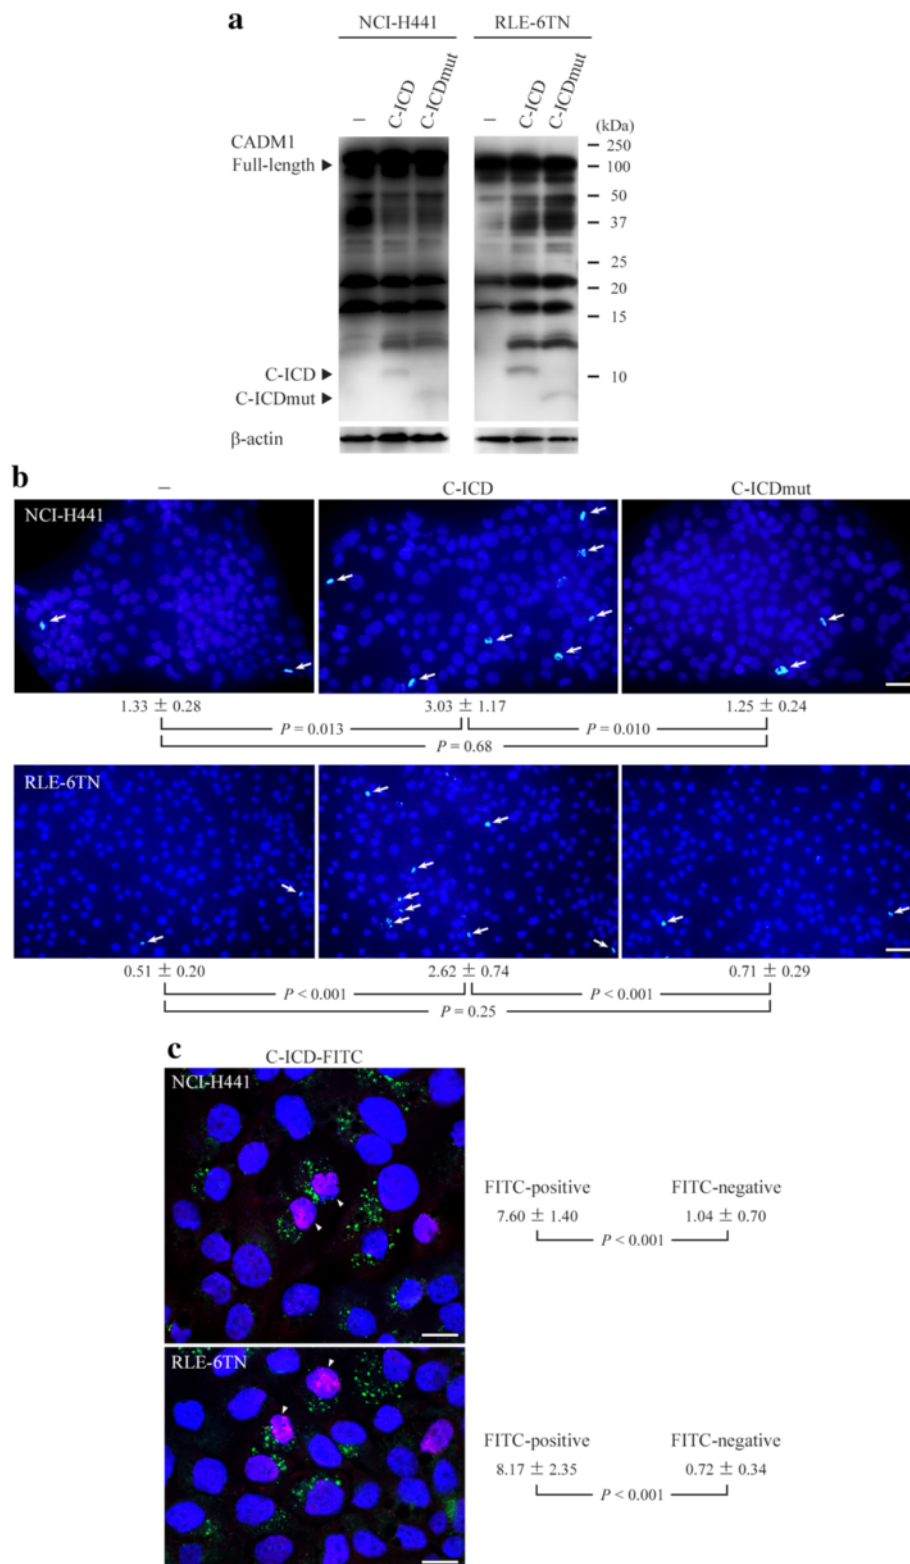 a
NCI-H441 RLE-6TN
– C-ICD C-ICDmut – C-ICD C-ICDmut
(kDa)
CADM1
Full-length
250
100
50
37
25
20
15
10
C-ICD
C-ICDmut
β-actin
b
– C-ICD C-ICDmut
NCI-H441
1.33 ± 0.28 3.03 ± 1.17 1.25 ± 0.24
P = 0.013 P = 0.010
P = 0.68
RLE-6TN
0.51 ± 0.20 2.62 ± 0.74 0.71 ± 0.29
P < 0.001 P < 0.001
P = 0.25
c
C-ICD-FITC
NCI-H441
FITC-positive FITC-negative
7.60 ± 1.40 1.04 ± 0.70
P < 0.001
RLE-6TN
FITC-positive FITC-negative
8.17 ± 2.35 0.72 ± 0.34
P < 0.001